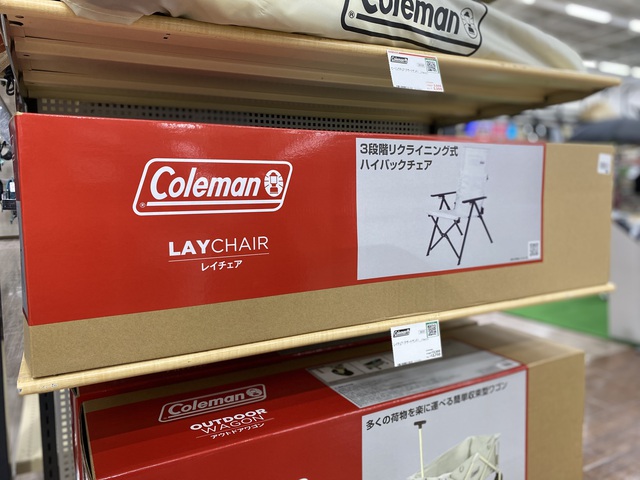 Coleman
Coleman
Coleman
LAYCHAIR
レイチェア
3段階リクライニング式
ハイバックチェア
Coleman
Coleman
OUTDOOR
WAGON
アウトドアワゴン
多くの荷物を楽に運べる簡単収束型ワゴン